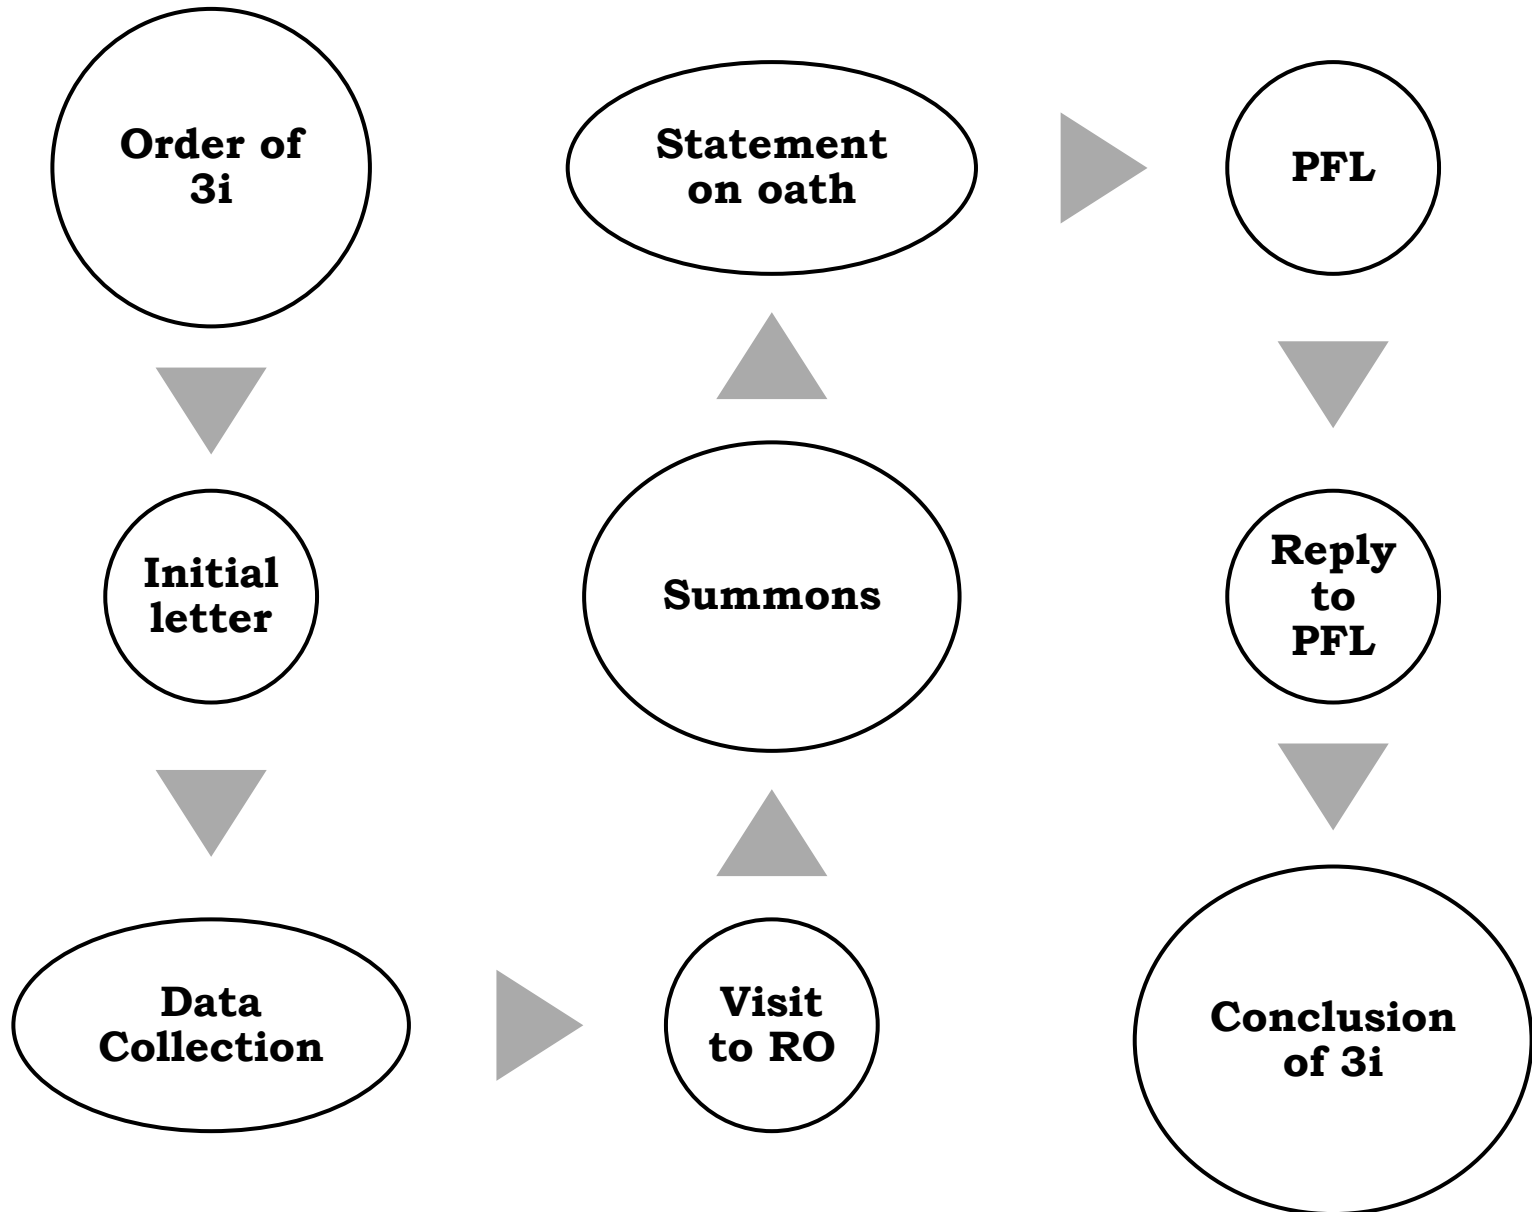 Order of
3i
Initial
letter
Data
Collection
Visit
to RO
Summons
Statement
on oath
PFL
Reply
to
PFL
Conclusion
of 3i